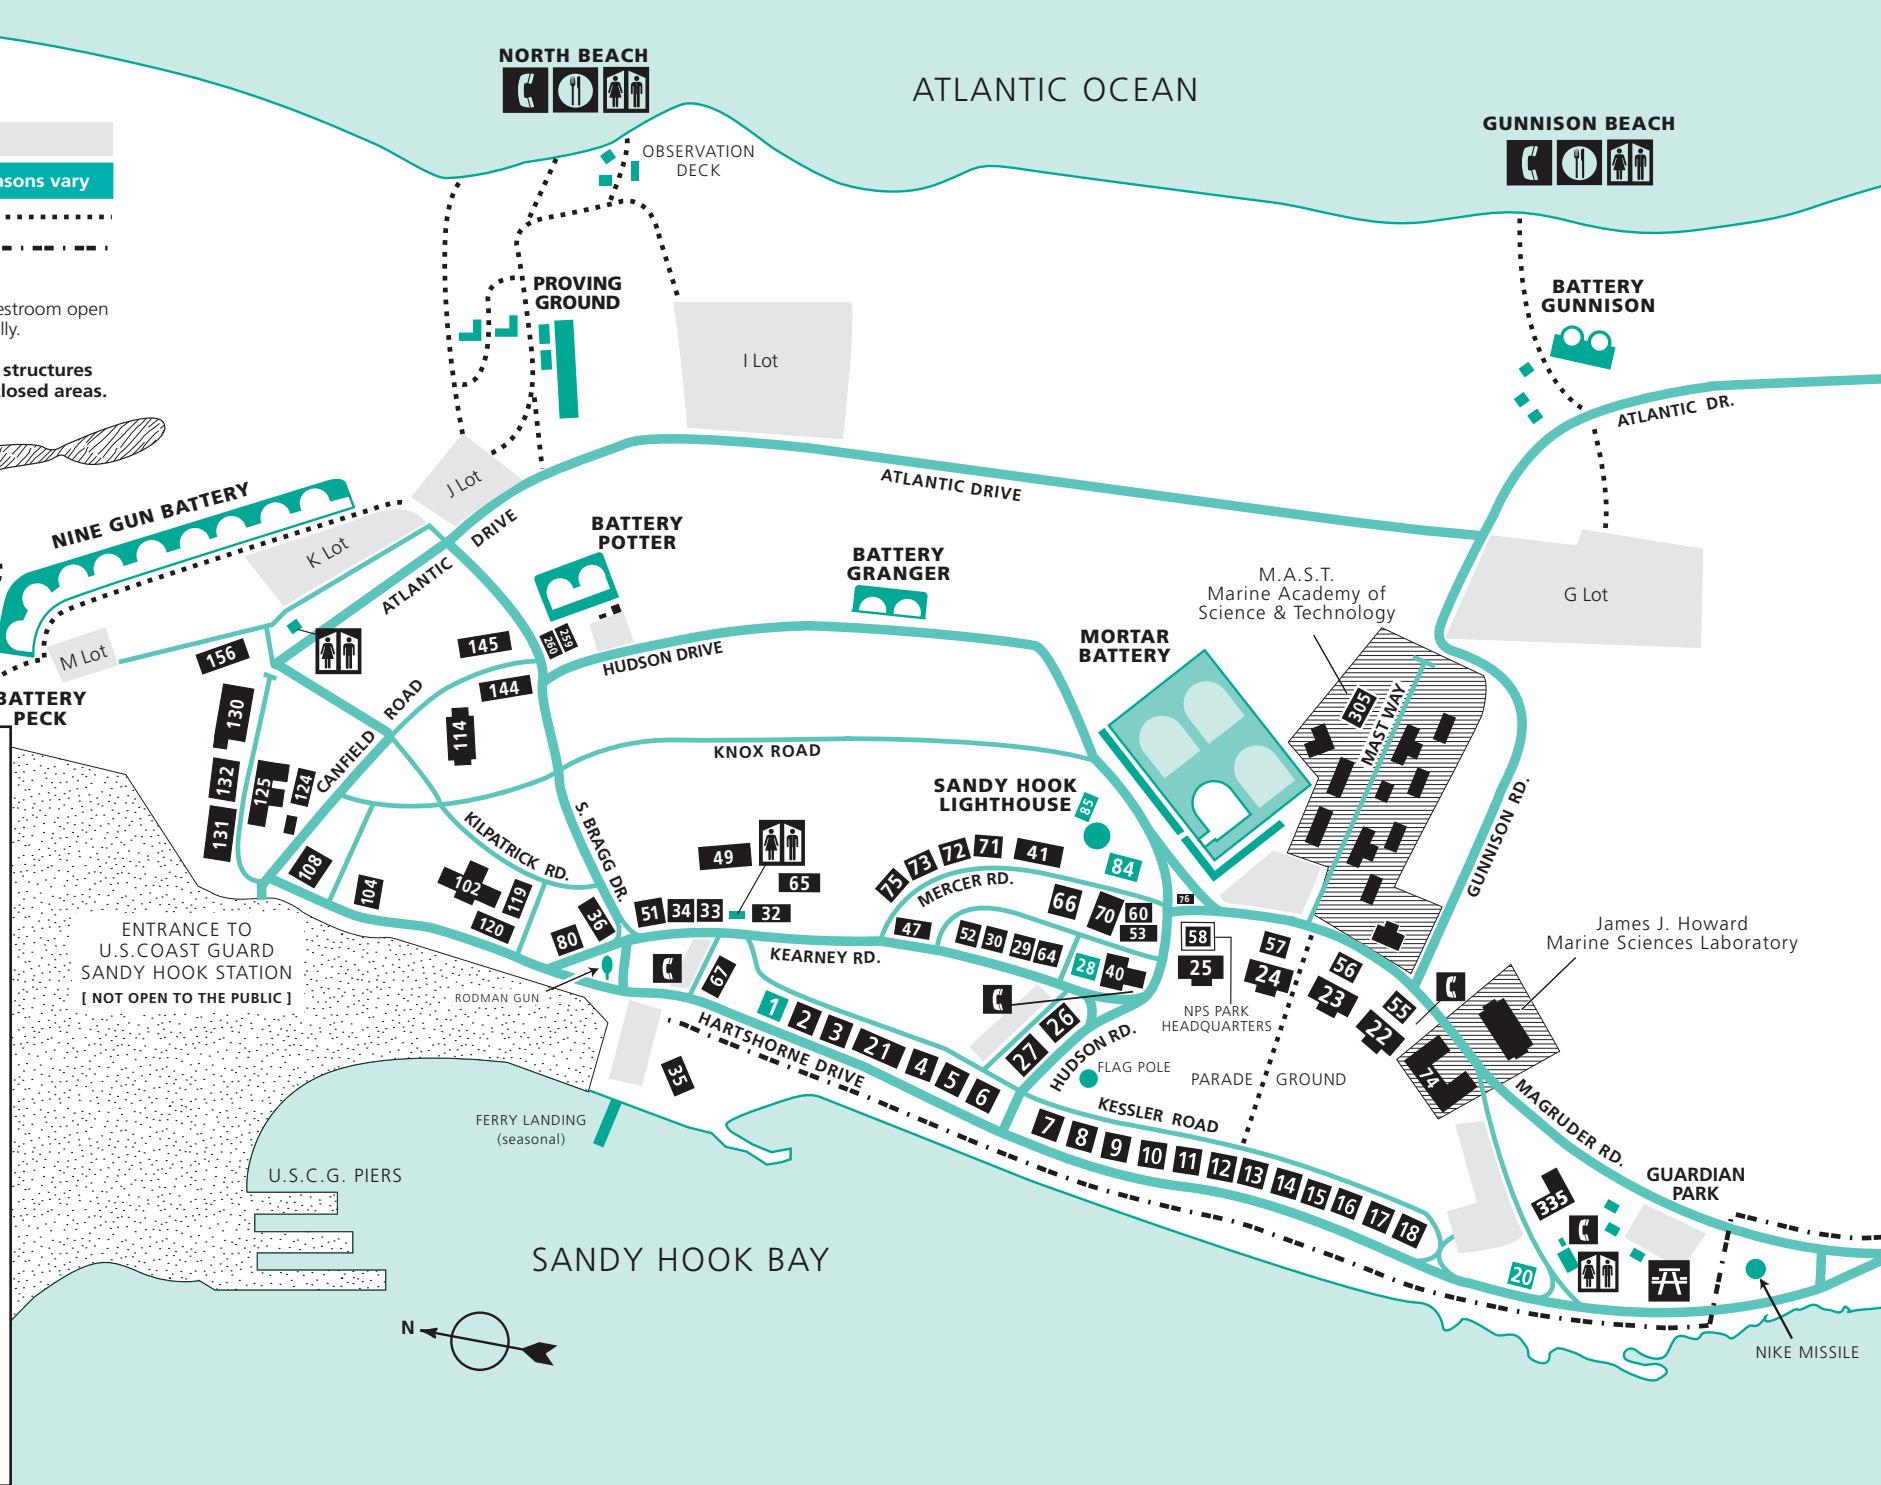 NORTH BEACH
ATLANTIC OCEAN
GUNNISON BEACH
OBSERVATION
DECK
asons vary
PROVING
GROUND
BATTERY
GUNNISON
estroom open
lly.
structures
closed areas.
I Lot
ATLANTIC DR.
J Lot
ATLANTIC DRIVE
NINE GUN BATTERY
K Lot
ATLANTIC DRIVE
BATTERY
POTTER
BATTERY
GRANGER
M.A.S.T.
Marine Academy of
Science & Technology
G Lot
MORTAR
BATTERY
M Lot
156
145
260
259
HUDSON DRIVE
BATTERY
PECK
144
CANFIELD ROAD
130
114
305
MAST WAY
KNOX ROAD
132
125
124
131
SANDY HOOK
LIGHTHOUSE
85
GUNNISON RD.
KILPATRICK RD.
S. BRAGG DR.
49
65
75
73
72
71
41
84
MERCER RD.
108
104
102
119
120
80
36
51
34
33
32
47
52
30
29
64
66
70
60
53
76
58
57
25
24
56
23
55
22
28
40
KEARNEY RD.
James J. Howard
Marine Sciences Laboratory
ENTRANCE TO
U.S.COAST GUARD
SANDY HOOK STATION
[ NOT OPEN TO THE PUBLIC ]
RODMAN GUN
67
NPS PARK
HEADQUARTERS
1
2
3
21
4
5
6
27
26
HUDSON RD.
HARTSHORNE DRIVE
35
FLAG POLE
PARADE GROUND
74
MAGRUDER RD.
FERRY LANDING
(seasonal)
KESSLER ROAD
7
8
9
10
11
12
13
14
15
16
17
18
U.S.C.G. PIERS
335
GUARDIAN
PARK
20
SANDY HOOK BAY
N
NIKE MISSILE